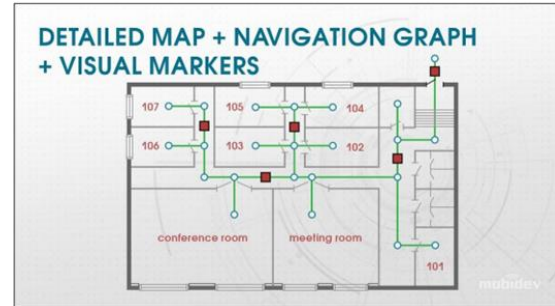 DETAILED MAP + NAVIGATION GRAPH
+ VISUAL MARKERS
107
105
104
106
103
102
conference room
meeting room
101
mobidev